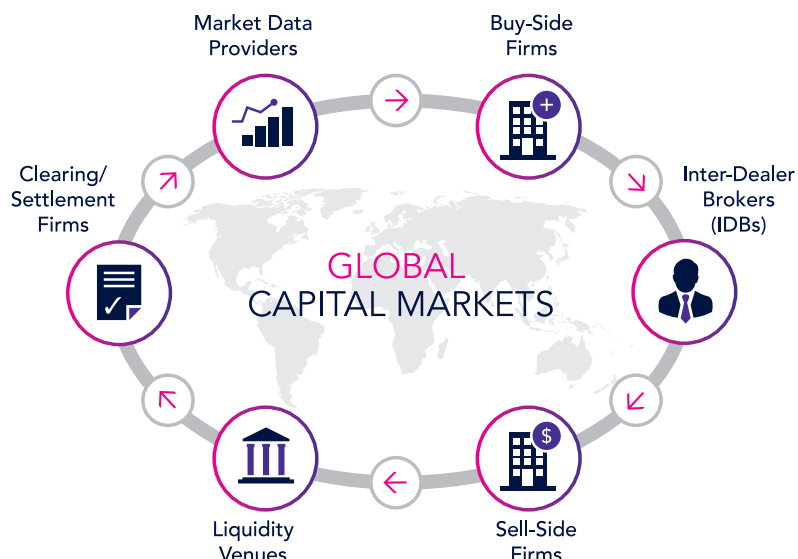 Market Data
Providers
Buy-Side
Firms
Clearing/
Settlement
Firms
Inter-Dealer
Brokers
(IDBs)
GLOBAL
CAPITAL MARKETS
$
Liquidity
Venues
Sell-Side
Firms